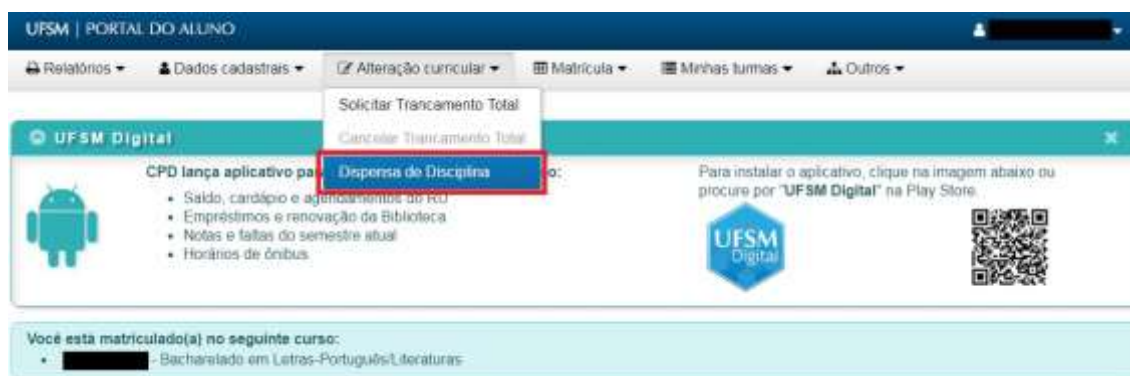 UFSM | PORTAL DO ALUNO
Relatórios
Dados cadastrais
Alteração curricular
Matrícula
Minhas turmas
Outros
Solicitar Trancamento Total
Cancelar Trancamento Total
Dispensa de Disciplina
UFSM Digital
CPD lança aplicativo
o:
Saldo, cardápio e agendamentos do RU
Empréstimos e renovação da Biblioteca
Notas e faltas do semestre atual
Horários de ônibus
Para instalar o aplicativo, clique na imagem abaixo ou
procure por "UFSM Digital" na Play Store.
UFSM
Digital
Você está matriculado(a) no seguinte curso:
- Bacharelado em Letras-Português/Literaturas